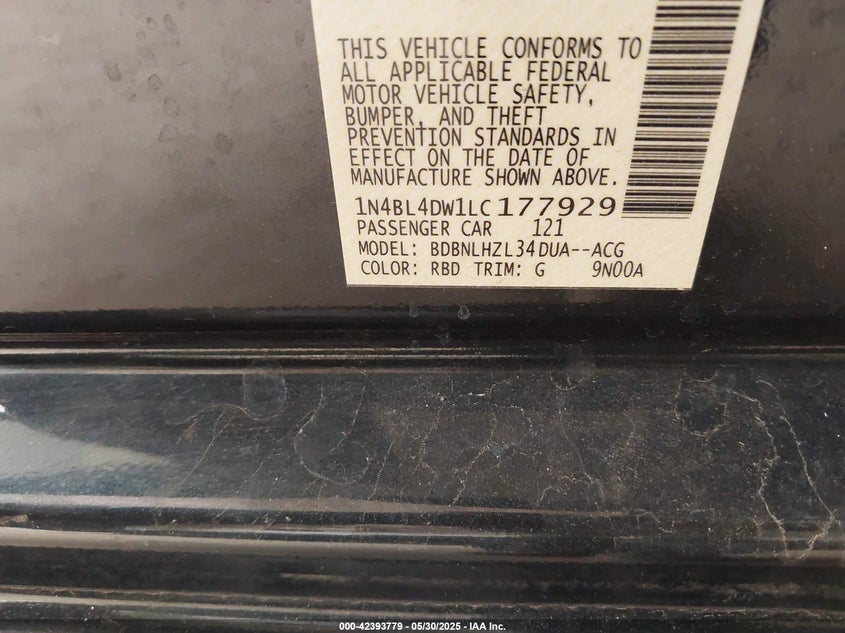 THIS VEHICLE CONFORMS TO
ALL APPLICABLE FEDERAL
MOTOR VEHICLE SAFETY,
BUMPER, AND THEFT
PREVENTION STANDARDS IN
EFFECT ON THE DATE OF
MANUFACTURE SHOWN ABOVE.
1N4BL4DW1LC177929
PASSENGER CAR 121
MODEL: BDBNLHZL34DUA--ACG
COLOR: RBD TRIM: G 9N00A
000-42393779 - 05/30/2025 - IAA Inc.